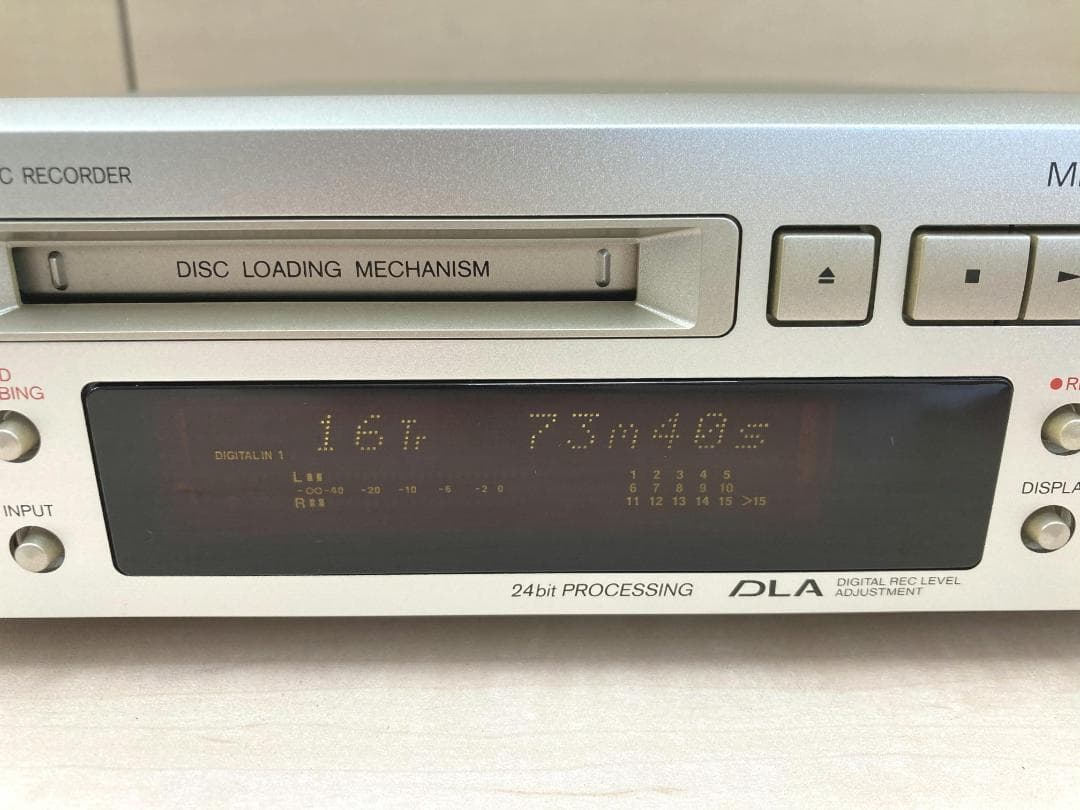 C RECORDER
M
DISC LOADING MECHANISM
D
BING
● R
16Tr 73m40s
DIGITAL IN 1
L
-∞-40 -20 -10 -6 -2 0
R
1 2 3 4 5
6 7 8 9 10
11 12 13 14 15 >15
INPUT
DISPLA
24bit PROCESSING DLA DIGITAL REC LEVEL
ADJUSTMENT